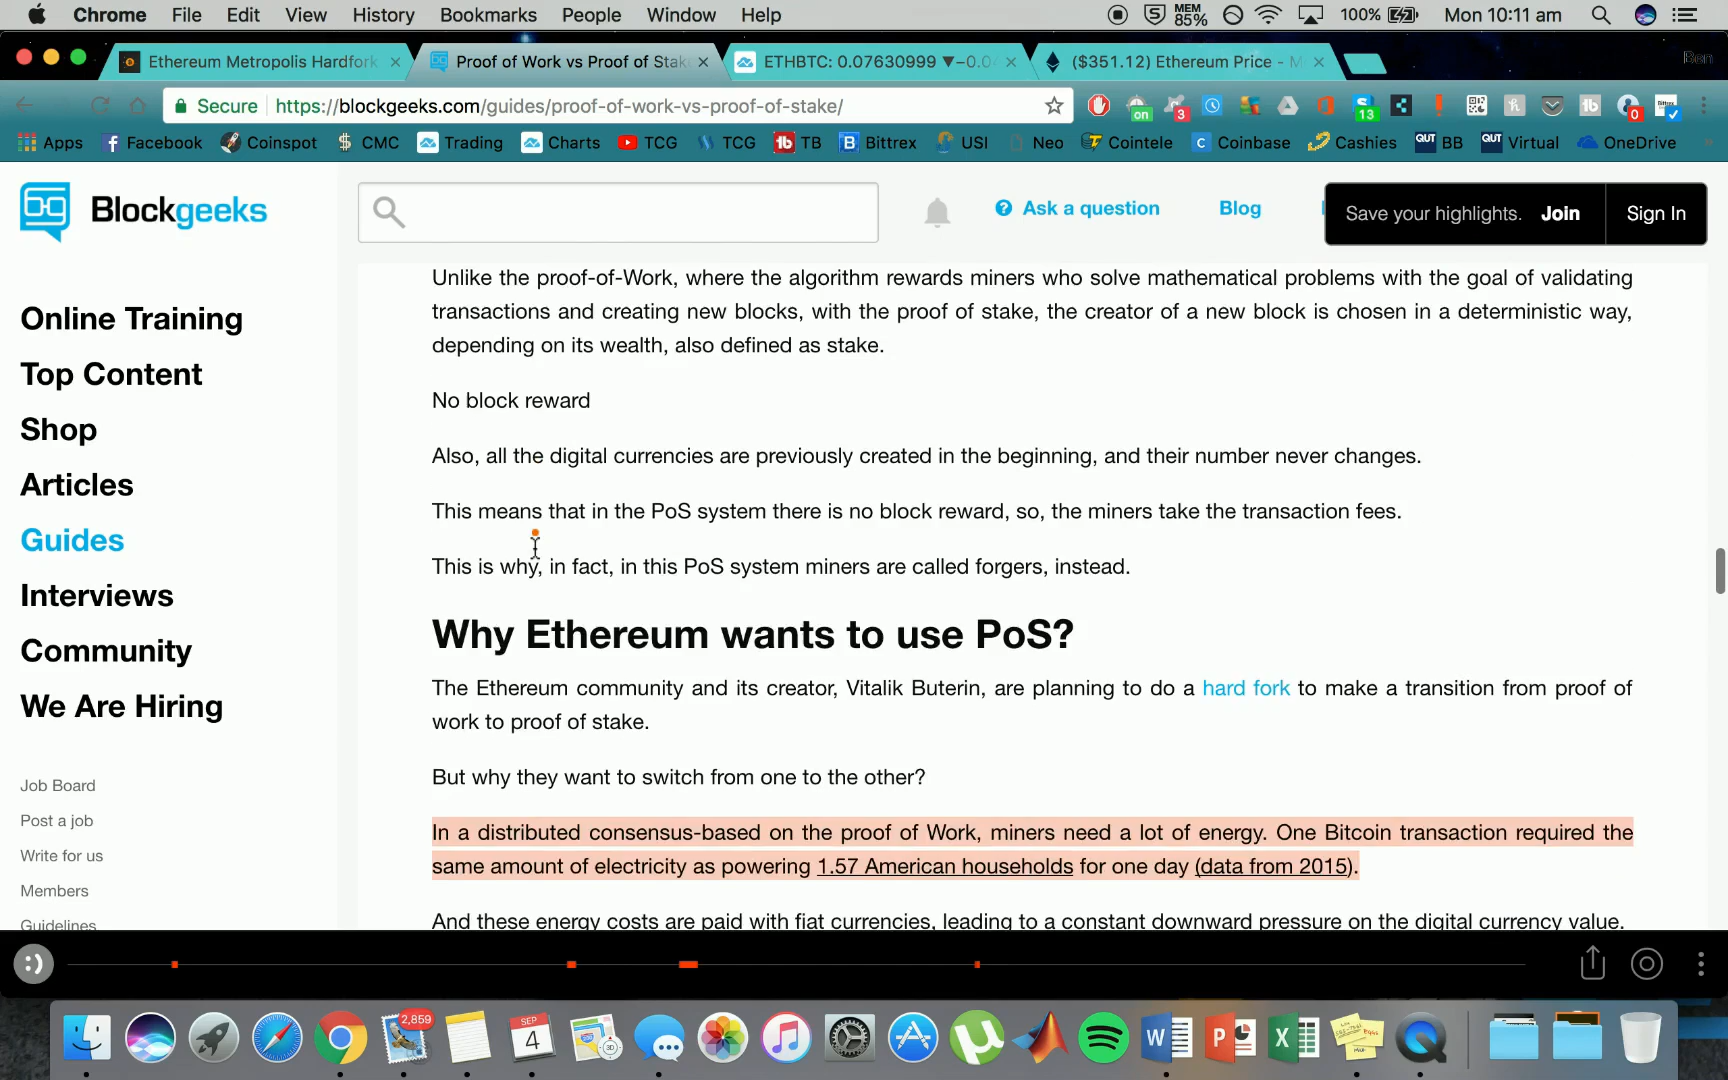 Chrome File Edit View History Bookmarks People Window Help MEM 85% 100% Mon 10:11 am
Ethereum Metropolis Hardfork Proof of Work vs Proof of Stak ETHBTC: 0.07630999 ▼−0.0 ($351.12) Ethereum Price - M Ben
Secure https://blockgeeks.com/guides/proof-of-work-vs-proof-of-stake/ on 3 13 0
Apps Facebook Coinspot CMC Trading Charts TCG TCG TB Bittrex USI Neo Cointele Coinbase Cashies QUT BB QUT Virtual OneDrive
Blockgeeks
Ask a question Blog
Save your highlights. Join Sign In
Online Training
Top Content
Shop
Articles
Guides
Interviews
Community
We Are Hiring
Job Board
Post a job
Write for us
Members
Guidelines
Unlike the proof-of-Work, where the algorithm rewards miners who solve mathematical problems with the goal of validating
transactions and creating new blocks, with the proof of stake, the creator of a new block is chosen in a deterministic way,
depending on its wealth, also defined as stake.
No block reward
Also, all the digital currencies are previously created in the beginning, and their number never changes.
This means that in the PoS system there is no block reward, so, the miners take the transaction fees.
This is why, in fact, in this PoS system miners are called forgers, instead.
Why Ethereum wants to use PoS?
The Ethereum community and its creator, Vitalik Buterin, are planning to do a hard fork to make a transition from proof of
work to proof of stake.
But why they want to switch from one to the other?
In a distributed consensus-based on the proof of Work, miners need a lot of energy. One Bitcoin transaction required the
same amount of electricity as powering 1.57 American households for one day (data from 2015).
And these energy costs are paid with fiat currencies, leading to a constant downward pressure on the digital currency value.
2,859
SEP
4